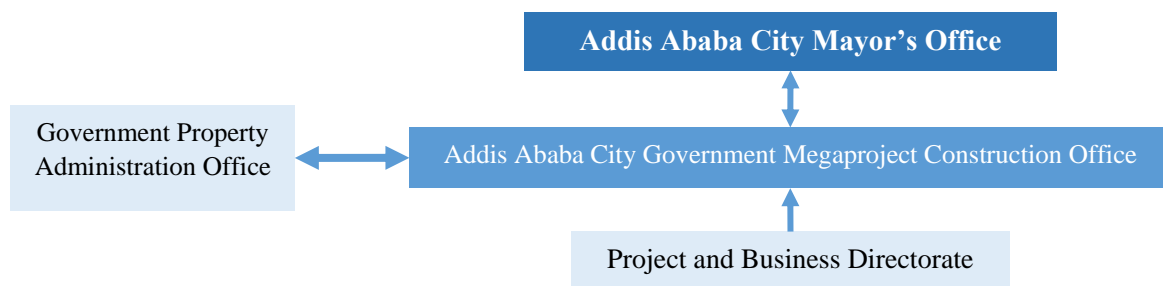 Addis Ababa City Mayor’s Office
Government Property
Administration Office
Addis Ababa City Government Megaproject Construction Office
Project and Business Directorate